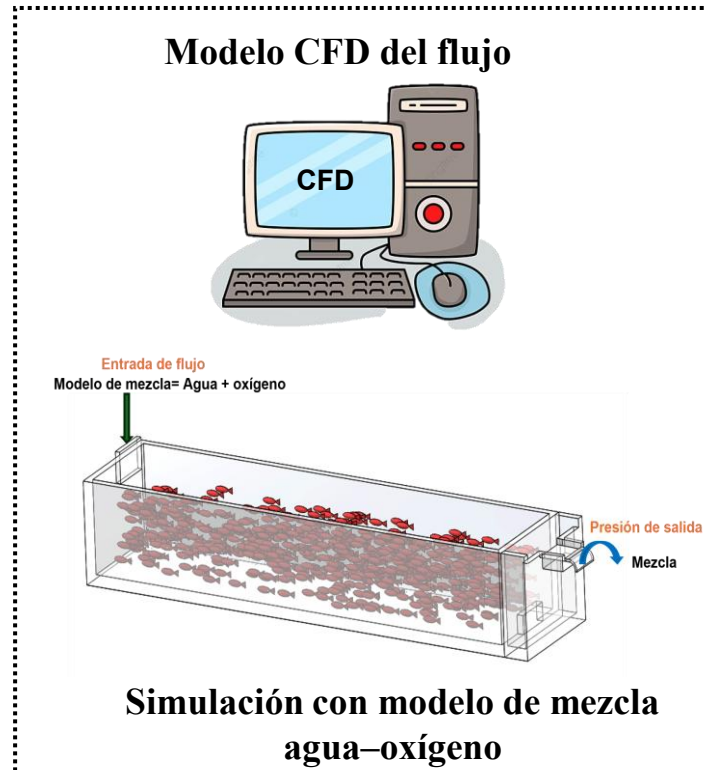 Modelo CFD del flujo
CFD
Entrada de flujo
Modelo de mezcla= Agua + oxígeno
Presión de salida
Mezcla
Simulación con modelo de mezcla
agua–oxígeno